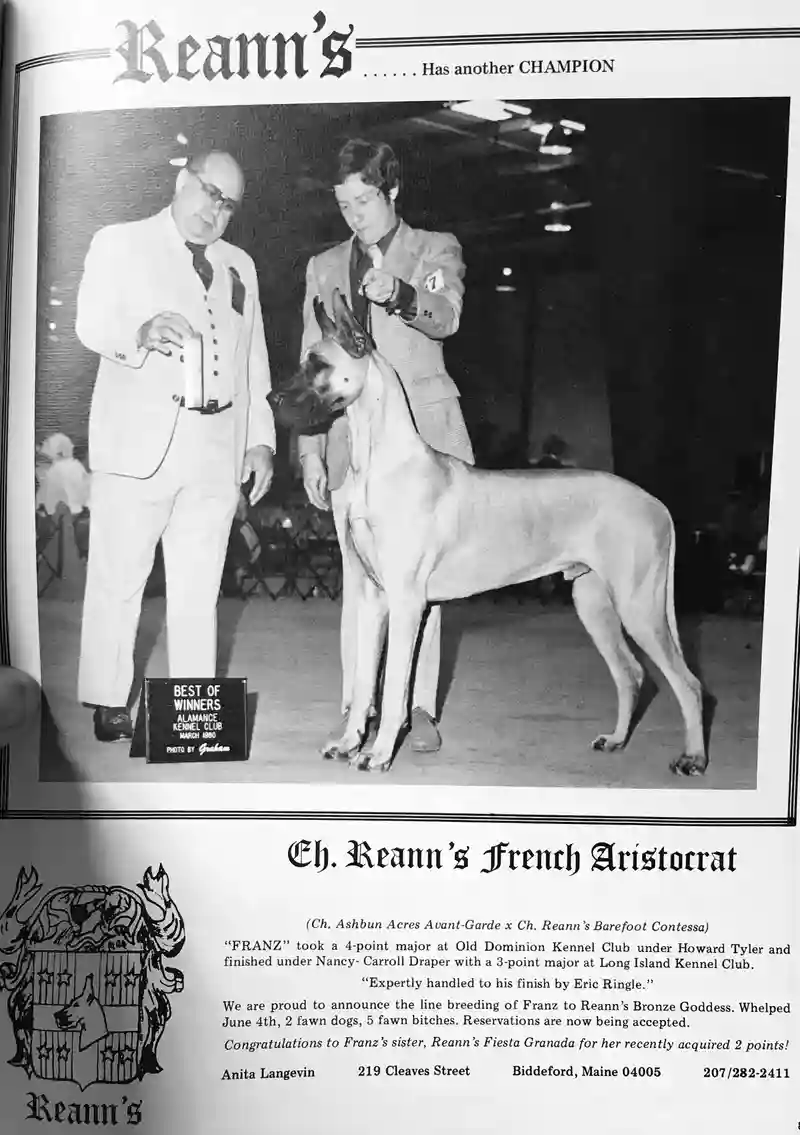 Reann's
...... Has another CHAMPION
7
BEST OF
WINNERS
ALAMANCE
KENNEL CLUB
MARCH 1980
PHOTO BY Graham
Ch. Reann's French Aristocrat
(Ch. Ashbun Acres Avant-Garde x Ch. Reann's Barefoot Contessa)
"FRANZ" took a 4-point major at Old Dominion Kennel Club under Howard Tyler and
finished under Nancy- Carroll Draper with a 3-point major at Long Island Kennel Club.
"Expertly handled to his finish by Eric Ringle."
We are proud to announce the line breeding of Franz to Reann's Bronze Goddess. Whelped
June 4th, 2 fawn dogs, 5 fawn bitches. Reservations are now being accepted.
Congratulations to Franz's sister, Reann's Fiesta Granada for her recently acquired 2 points!
Anita Langevin 219 Cleaves Street Biddeford, Maine 04005 207/282-2411
Reann's